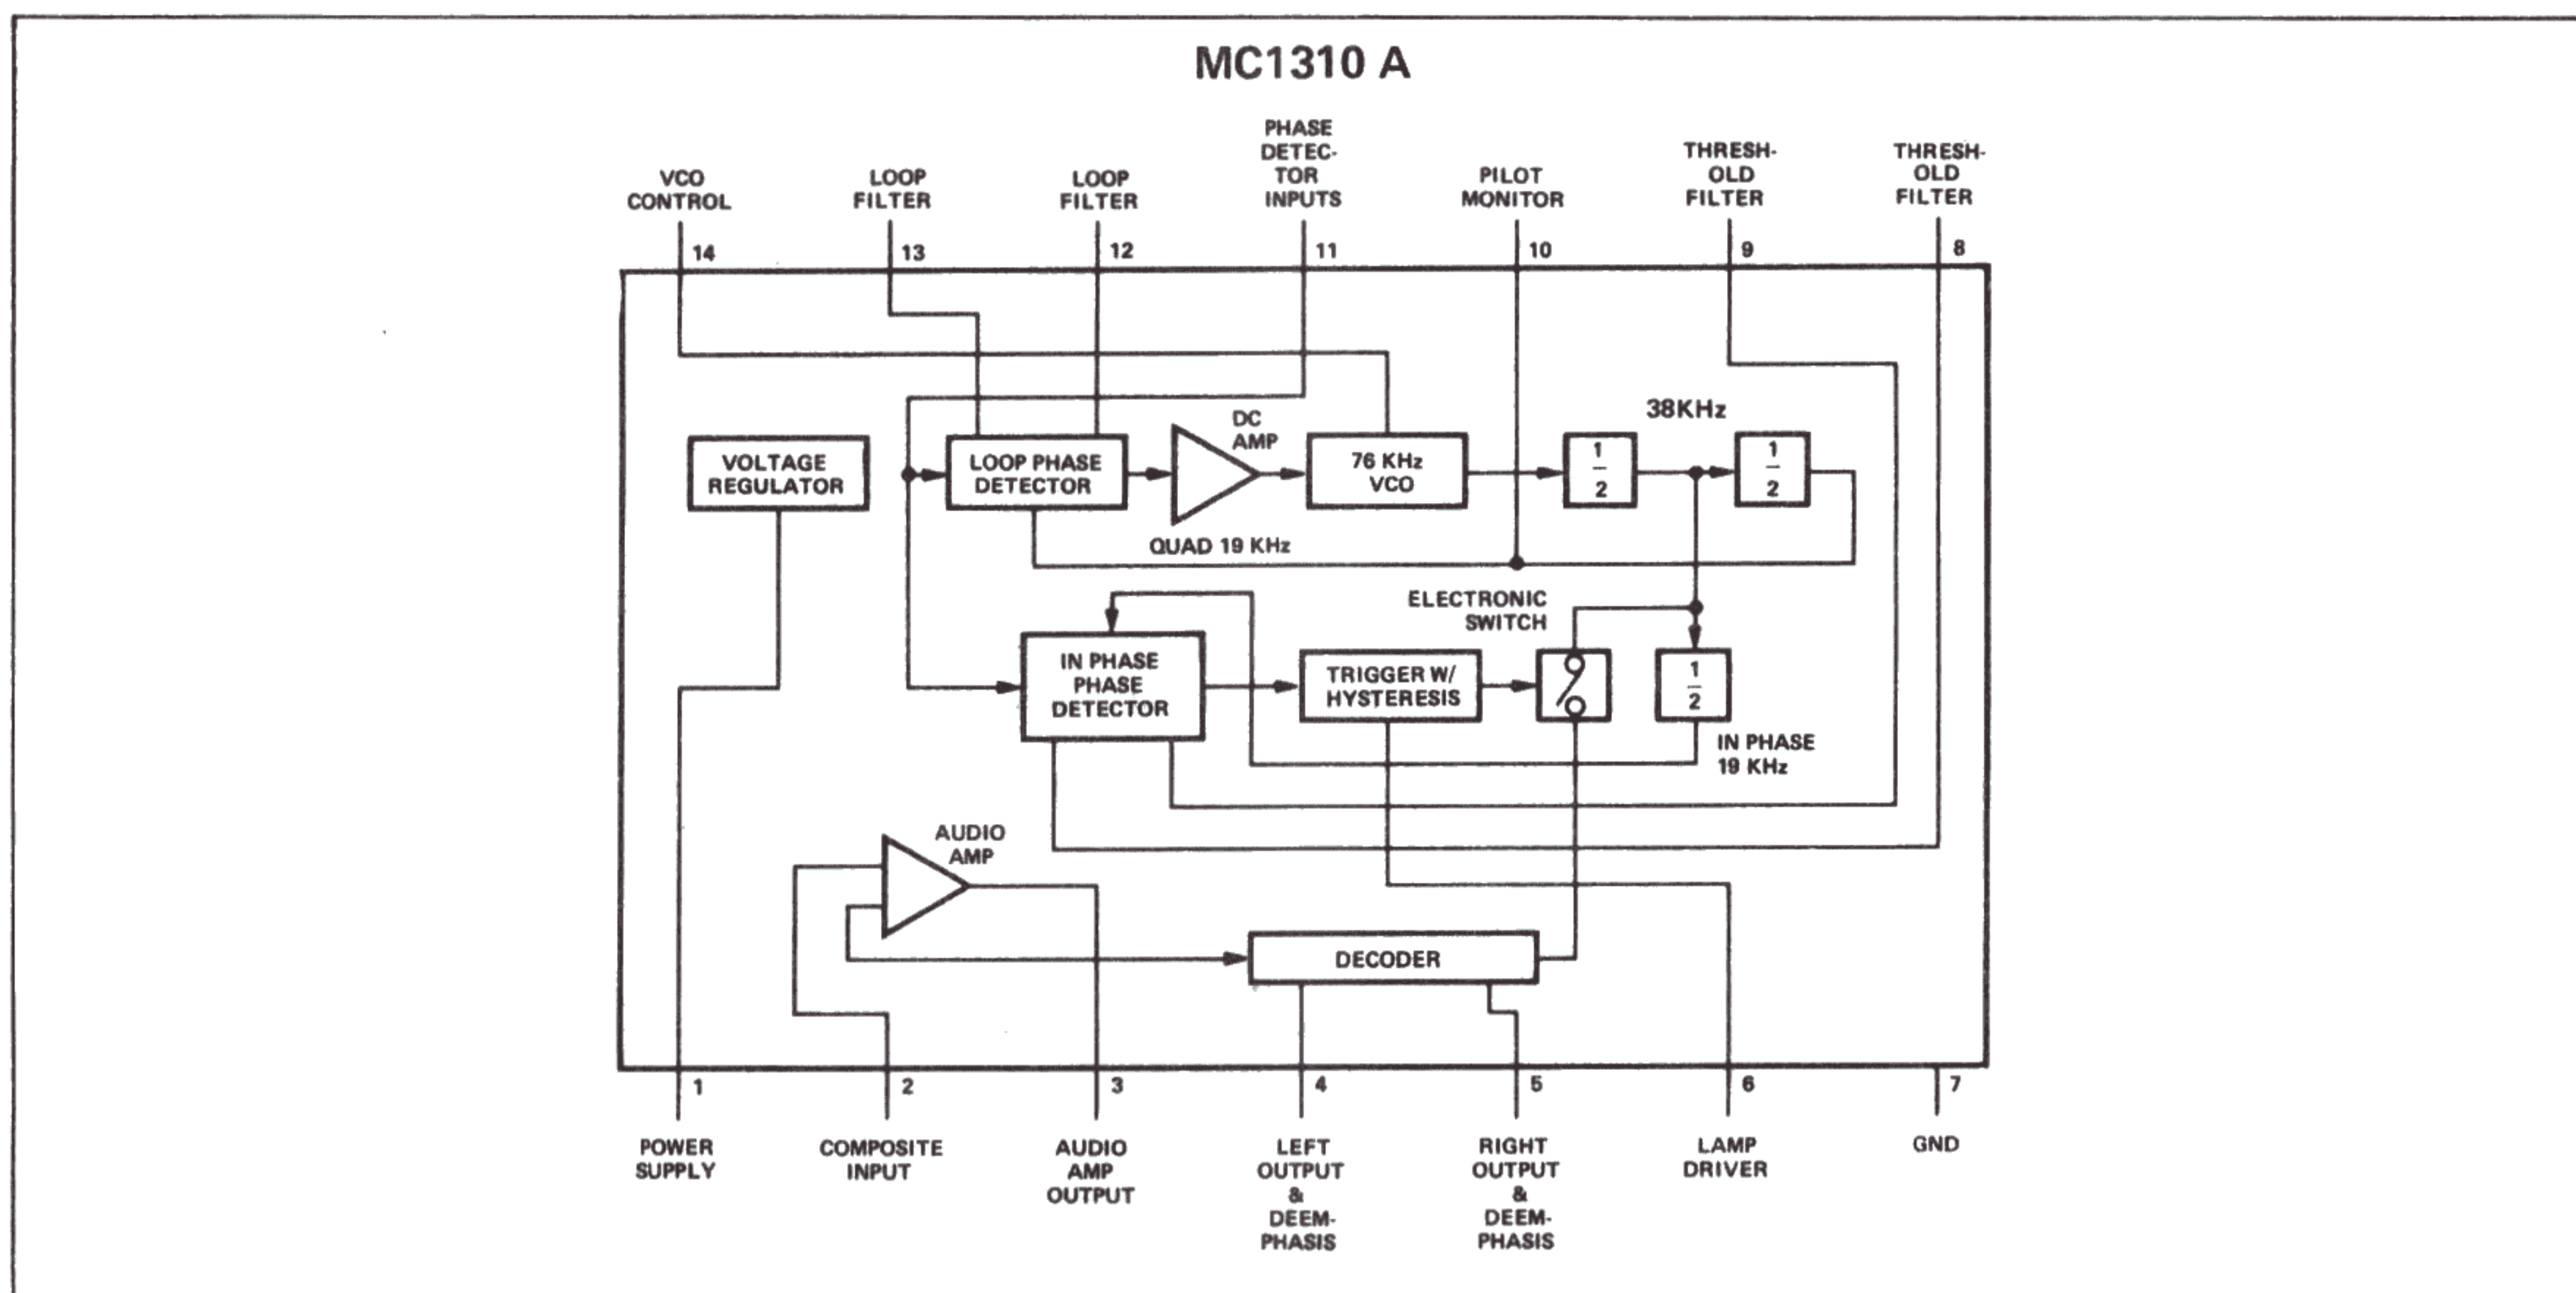 MC1310 A
VCO
CONTROL
LOOP
FILTER
LOOP
FILTER
PHASE
DETEC-
TOR
INPUTS
PILOT
MONITOR
THRESH-
OLD
FILTER
THRESH-
OLD
FILTER
14
13
12
11
10
9
8
VOLTAGE
REGULATOR
LOOP PHASE
DETECTOR
DC
AMP
76 KHz
VCO
1
2
38KHz
1
2
QUAD 19 KHz
ELECTRONIC
SWITCH
IN PHASE
PHASE
DETECTOR
TRIGGER W/
HYSTERESIS
1
2
IN PHASE
19 KHz
AUDIO
AMP
DECODER
1
2
3
4
5
6
7
POWER
SUPPLY
COMPOSITE
INPUT
AUDIO
AMP
OUTPUT
LEFT
OUTPUT
&
DEEM-
PHASIS
RIGHT
OUTPUT
&
DEEM-
PHASIS
LAMP
DRIVER
GND